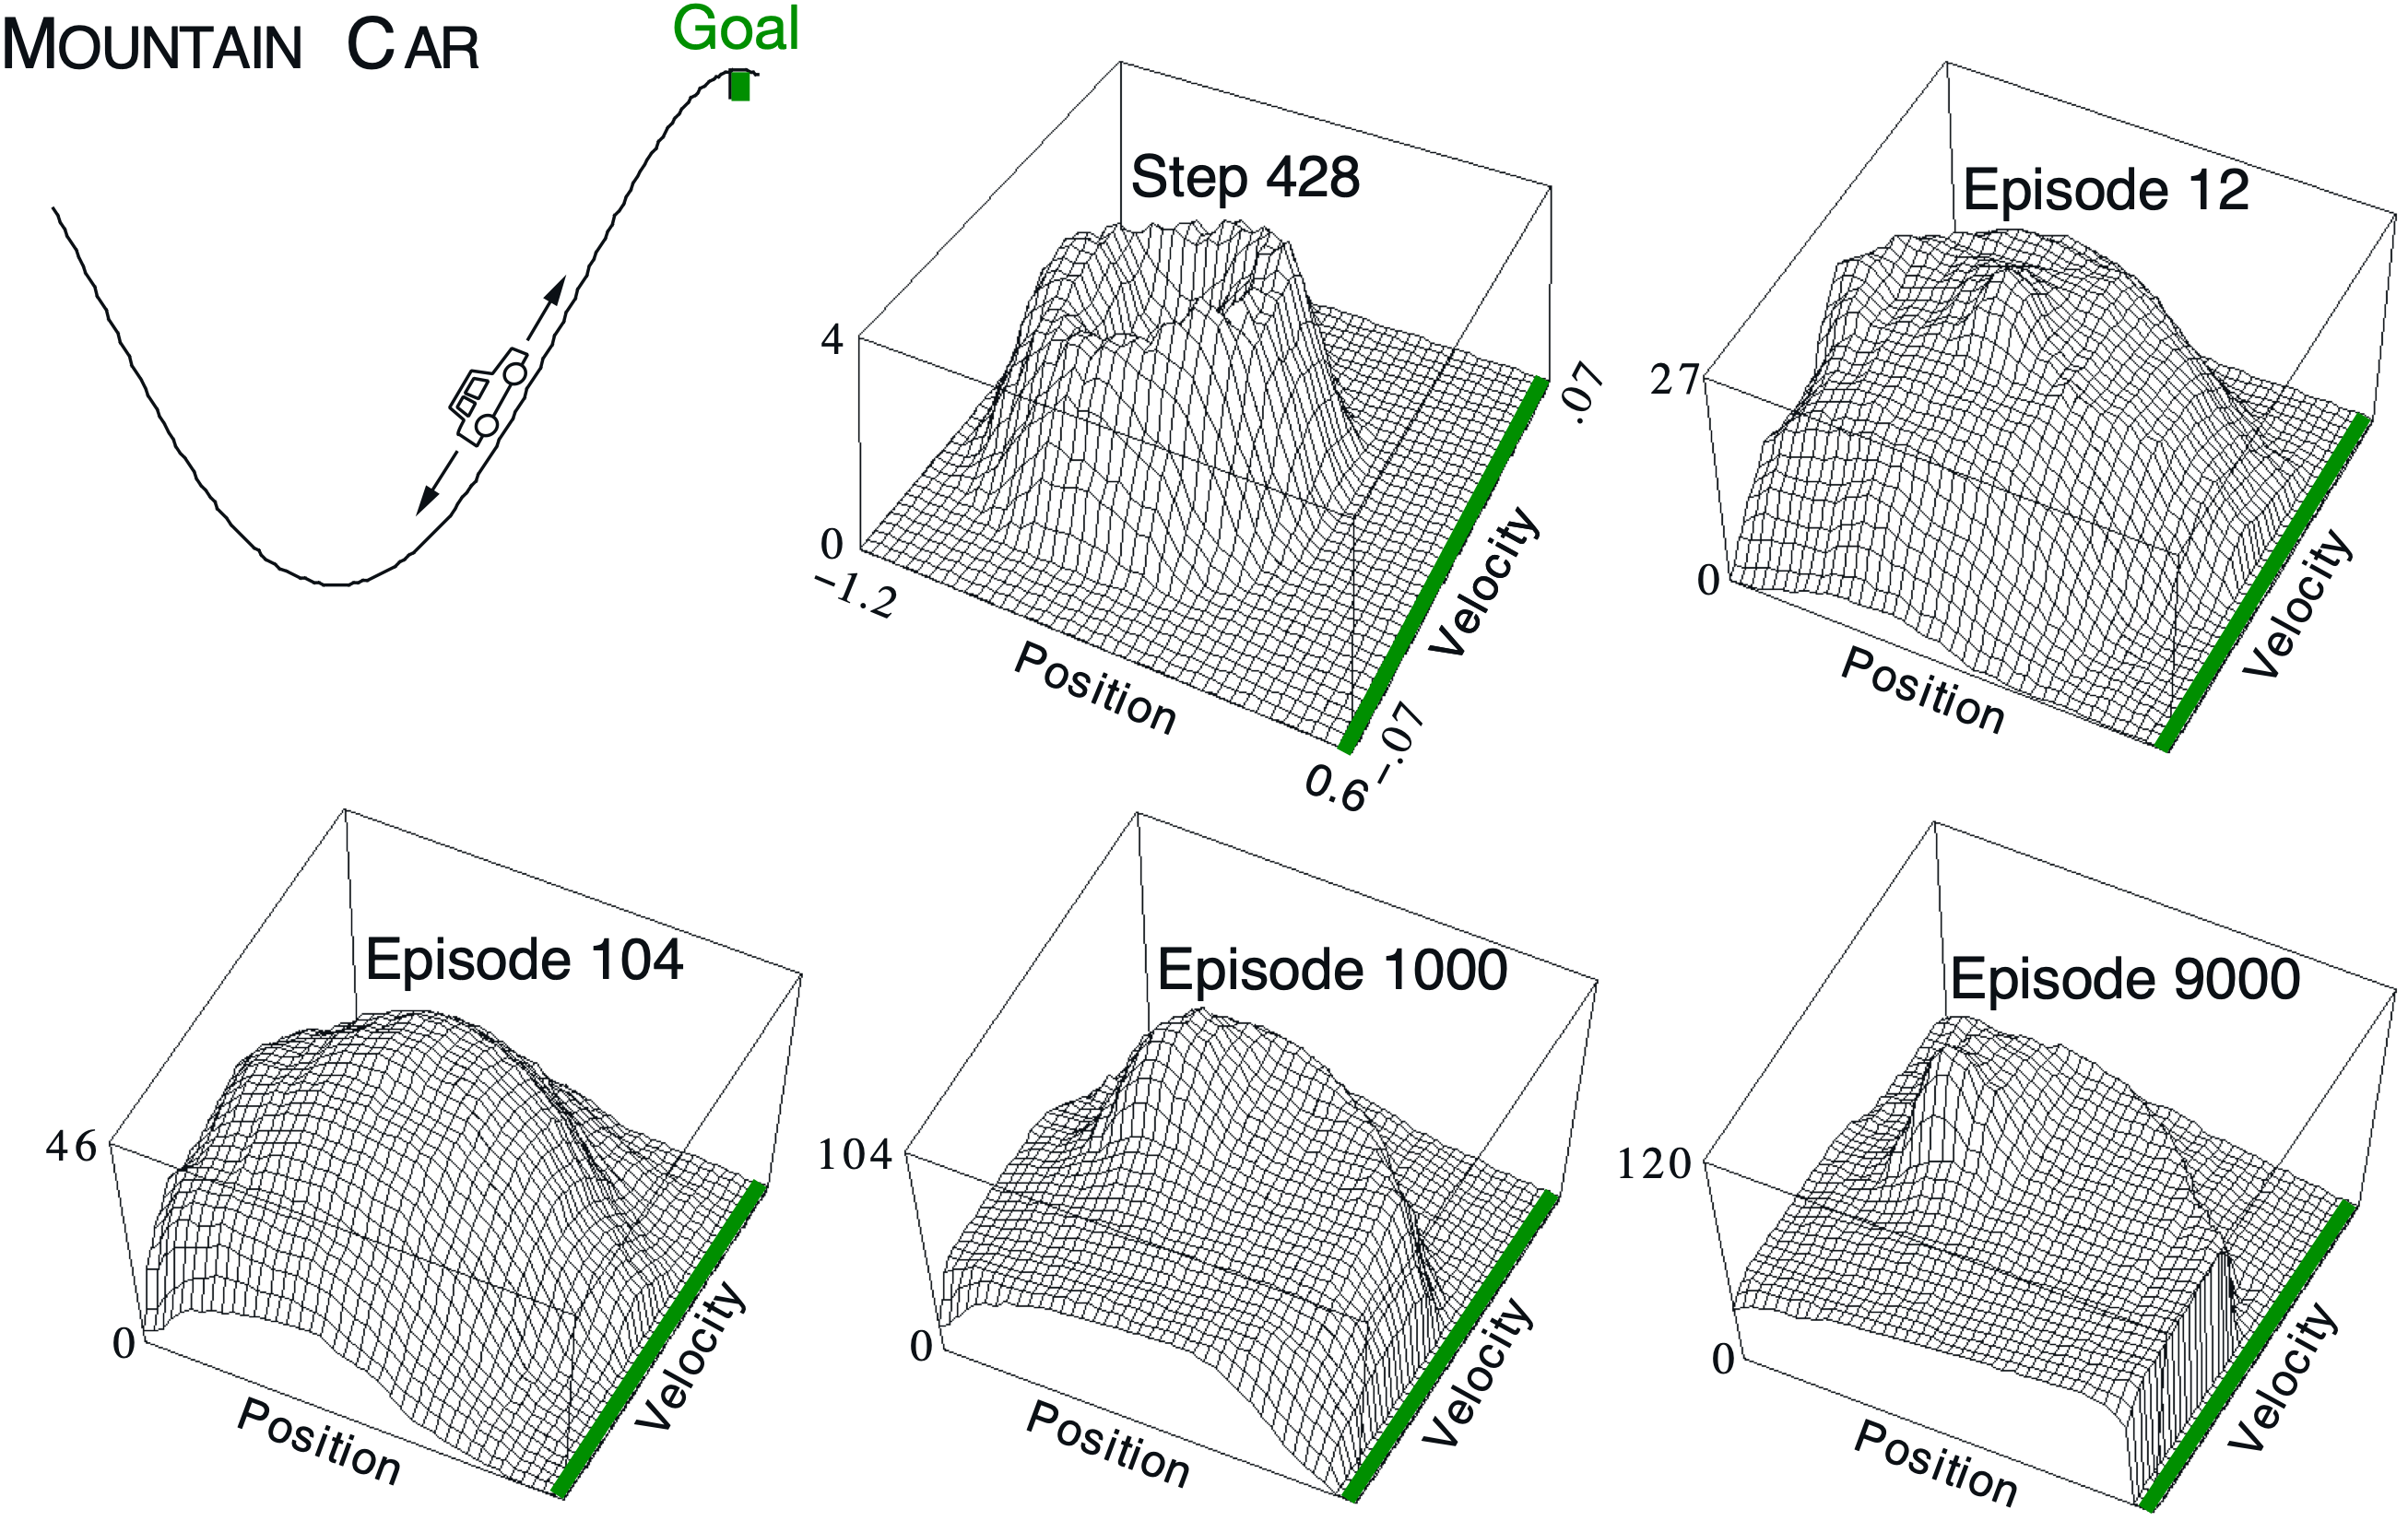 MOUNTAIN CAR
Goal
Step 428
4
0
-1.2
Position
0.6
-.07
Velocity
.07
Episode 12
27
0
Position
Velocity
Episode 104
46
0
Position
Velocity
Episode 1000
104
0
Position
Velocity
Episode 9000
120
0
Position
Velocity